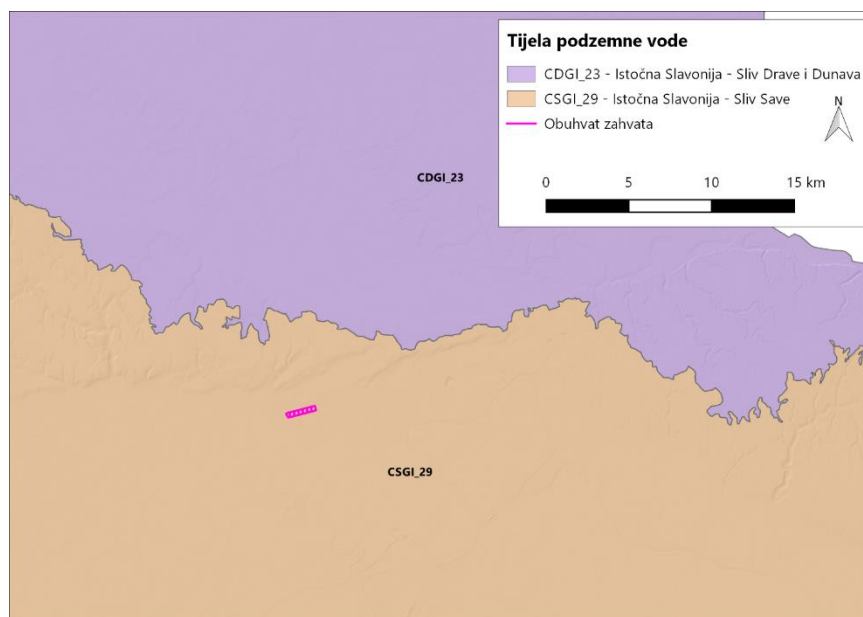 Tijela podzemne vode
CDGI_23 - Istočna Slavonija - Sliv Drave i Dunava
CSGI_29 - Istočna Slavonija - Sliv Save
Obuhvat zahvata
N
0 5 10 15 km
CDGI_23
CSGI_29